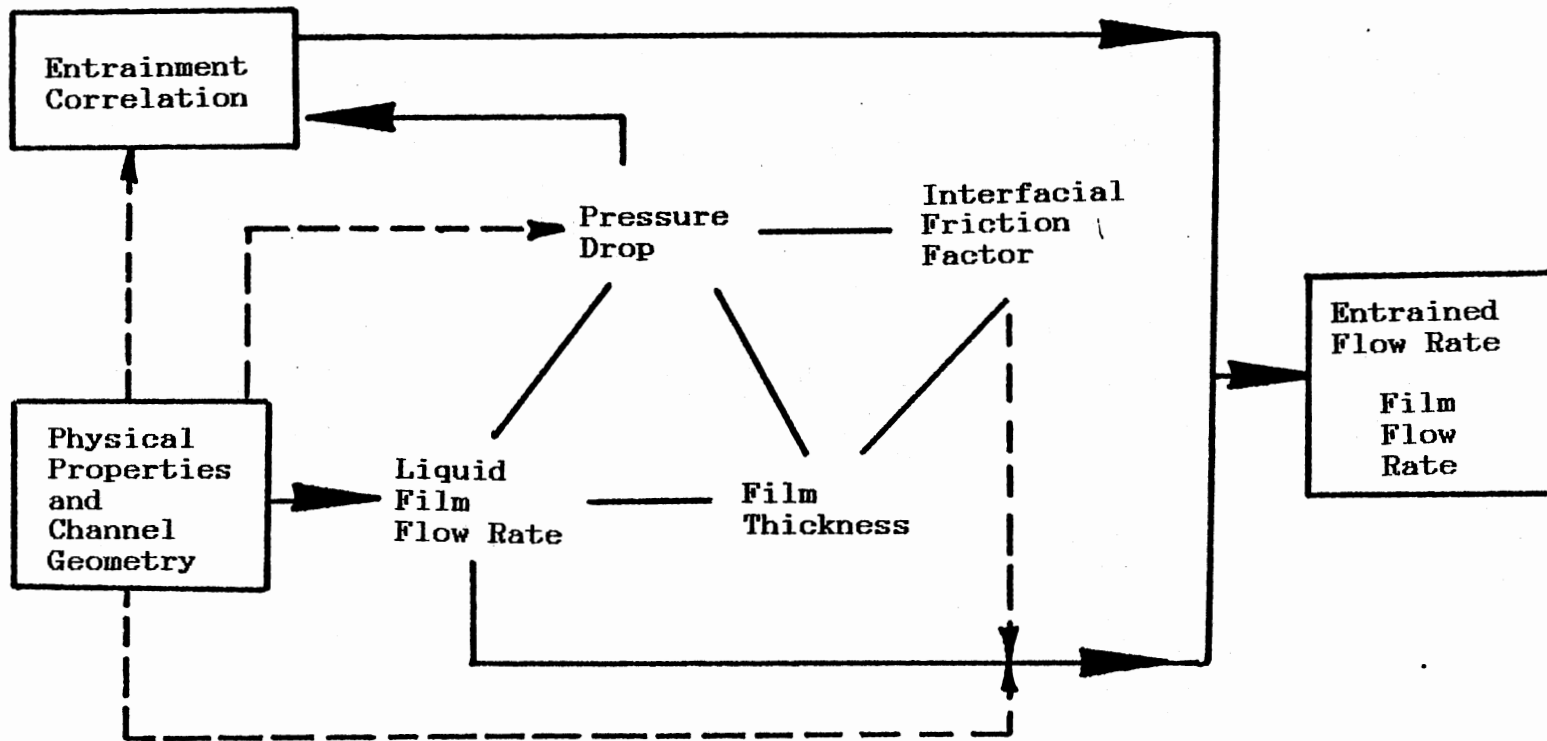 Entrainment
Correlation
Pressure
Drop
Interfacial
Friction
Factor
Entrained
Flow Rate
Film
Flow
Rate
Physical
Properties
and
Channel
Geometry
Liquid
Film
Flow Rate
Film
Thickness